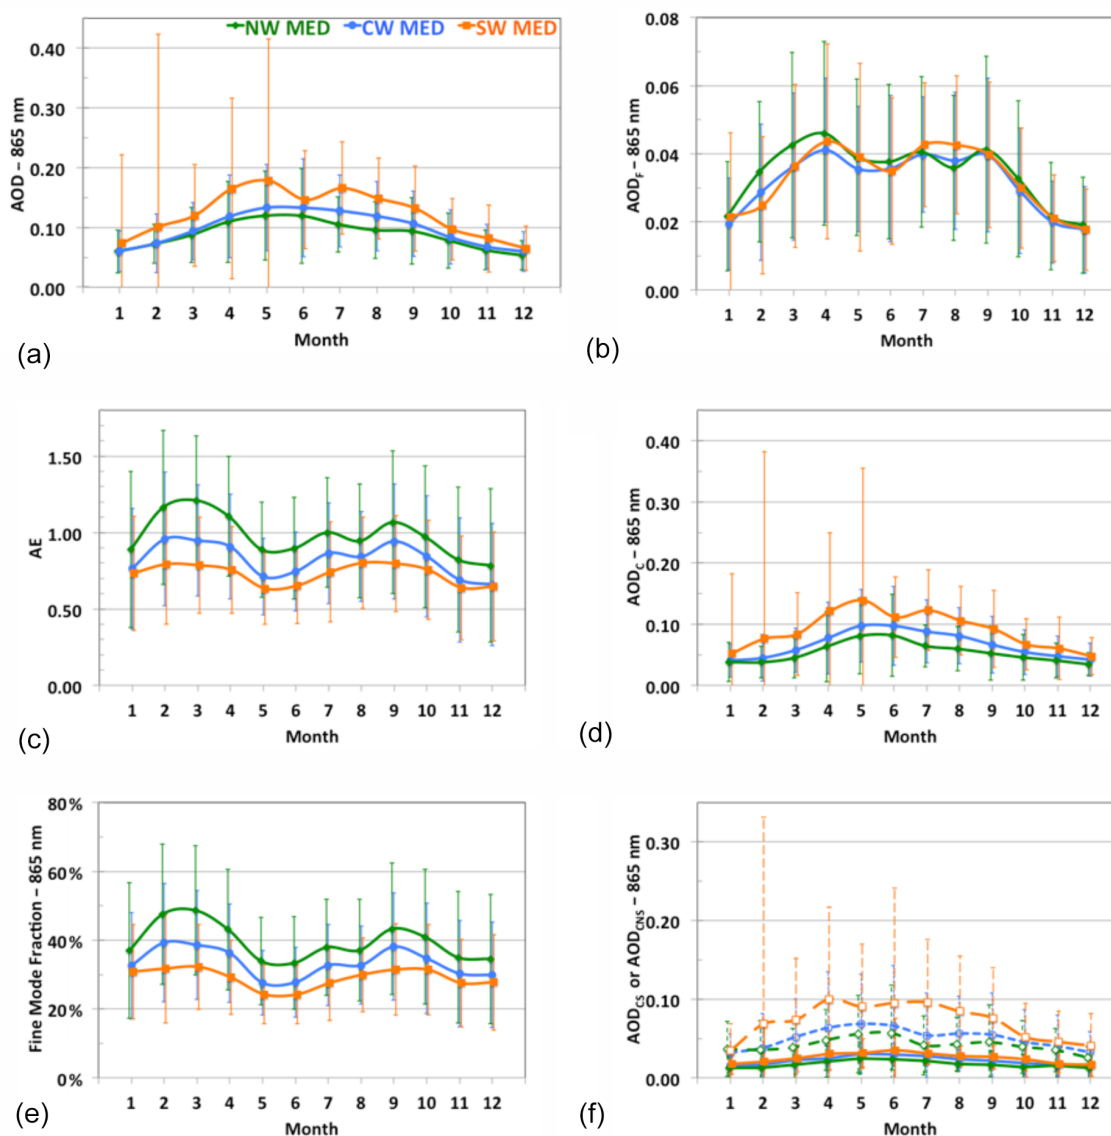 NW MED CW MED SW MED
AOD – 865 nm
0.40
0.30
0.20
0.10
0.00
1 2 3 4 5 6 7 8 9 10 11 12
Month
(a)
AOD_F – 865 nm
0.08
0.06
0.04
0.02
0.00
1 2 3 4 5 6 7 8 9 10 11 12
Month
(b)
AE
1.50
1.00
0.50
0.00
1 2 3 4 5 6 7 8 9 10 11 12
Month
(c)
AOD_C – 865 nm
0.40
0.30
0.20
0.10
0.00
1 2 3 4 5 6 7 8 9 10 11 12
Month
(d)
Fine Mode Fraction – 865 nm
80%
60%
40%
20%
0%
1 2 3 4 5 6 7 8 9 10 11 12
Month
(e)
AOD_CS or AOD_CNS – 865 nm
0.30
0.20
0.10
0.00
1 2 3 4 5 6 7 8 9 10 11 12
Month
(f)